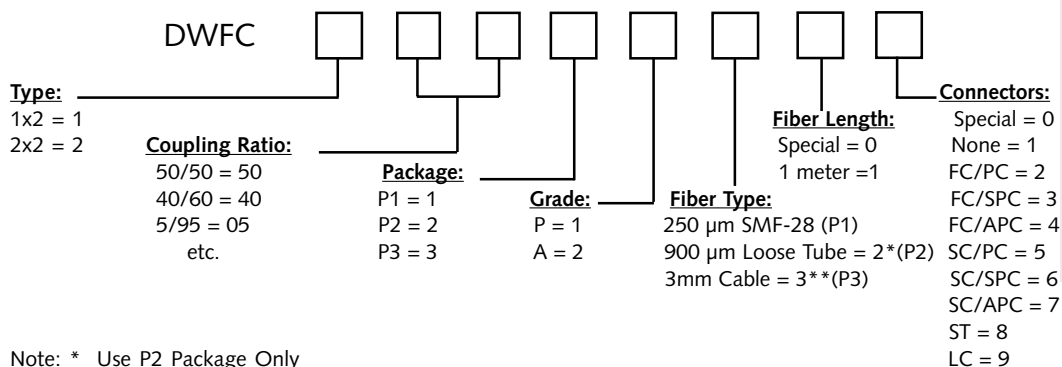 DWFC
Type:
1x2 = 1
2x2 = 2
Coupling Ratio:
50/50 = 50
40/60 = 40
5/95 = 05
etc.
Package:
P1 = 1
P2 = 2
P3 = 3
Grade:
P = 1
A = 2
Fiber Type:
250 µm SMF-28 (P1)
900 µm Loose Tube = 2*(P2)
3mm Cable = 3**(P3)
Fiber Length:
Special = 0
1 meter =1
Connectors:
Special = 0
None = 1
FC/PC = 2
FC/SPC = 3
FC/APC = 4
SC/PC = 5
SC/SPC = 6
SC/APC = 7
ST = 8
LC = 9
Note: * Use P2 Package Only